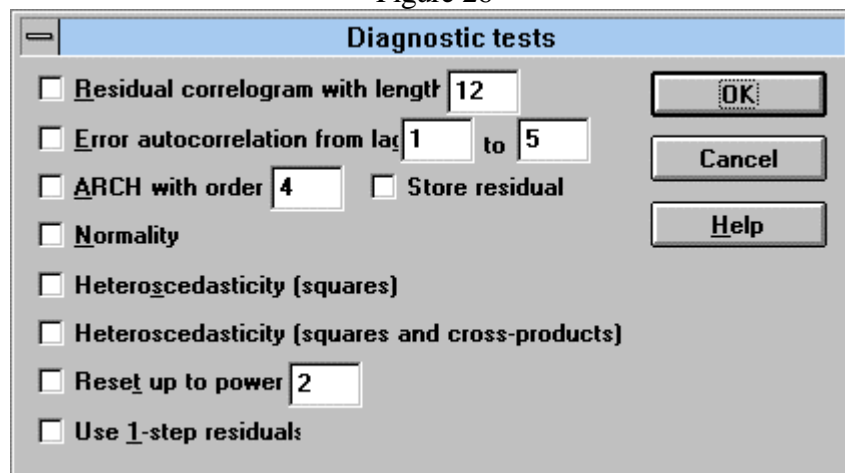 Diagnostic tests
Residual correlogram with length 12
OK
Error autocorrelation from lag 1 to 5
Cancel
ARCH with order 4 Store residual
Help
Normality
Heteroscedasticity (squares)
Heteroscedasticity (squares and cross-products)
Reset up to power 2
Use 1-step residuals